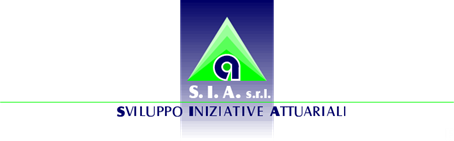 a
S. I. A. s.r.l.
SVILUPPO INIZIATIVE ATTUARIALI